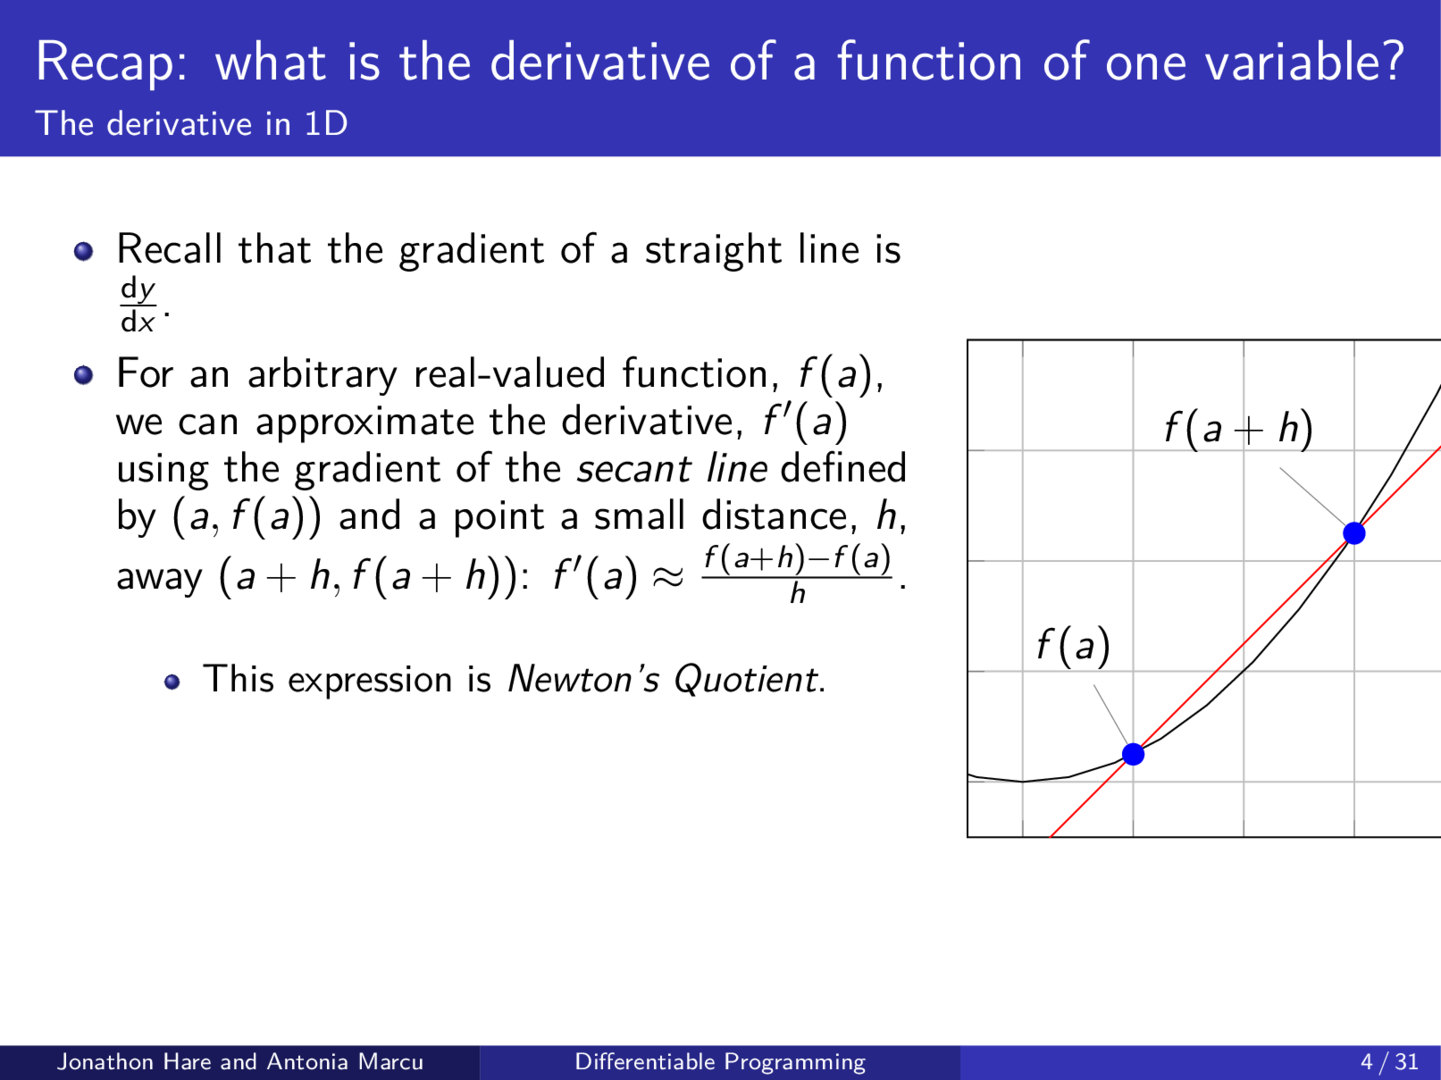 Recap: what is the derivative of a function of one variable?
The derivative in 1D
Recall that the gradient of a straight line is
dy/dx.
For an arbitrary real-valued function, f(a),
we can approximate the derivative, f′(a)
using the gradient of the secant line defined
by (a, f(a)) and a point a small distance, h,
away (a + h, f(a + h)): f′(a) ≈ f(a+h)−f(a)/h.
This expression is Newton's Quotient.
f(a + h)
f(a)
Jonathon Hare and Antonia Marcu
Differentiable Programming
4 / 31